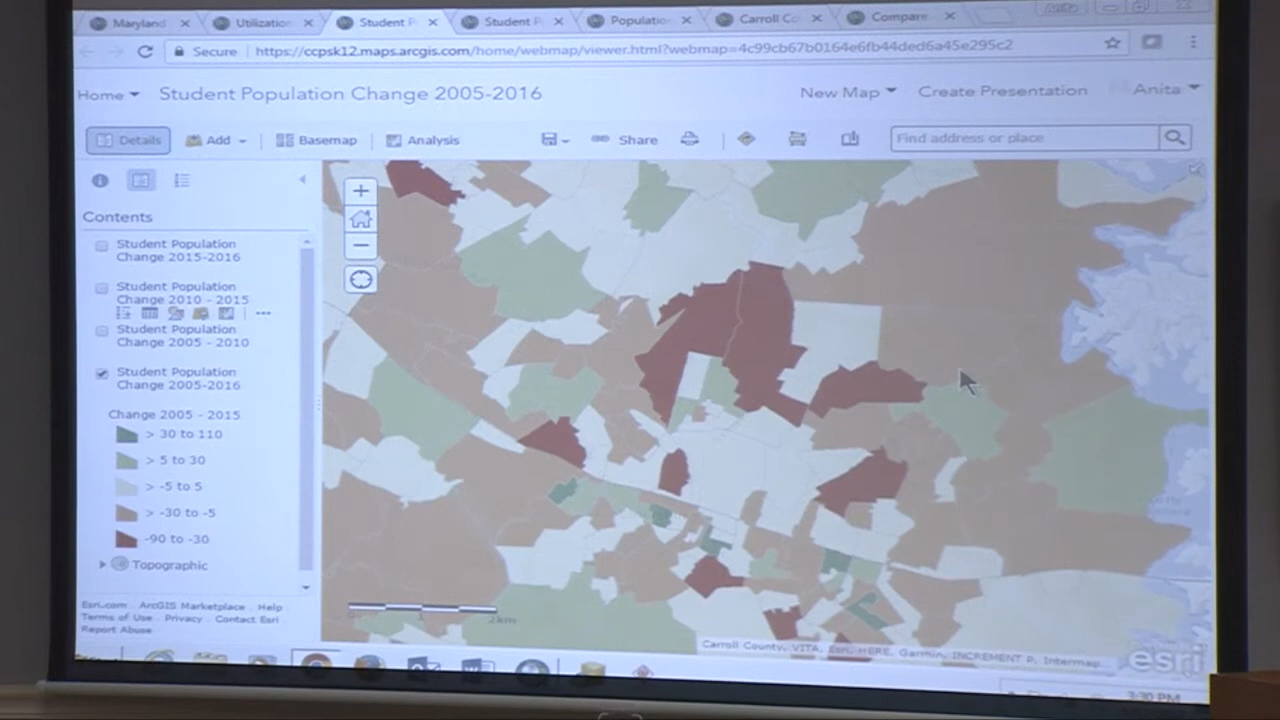 Maryland
Utilization
Student P
Student P
Population
Carroll Co
Compare
Secure
https://ccpsk12.maps.arcgis.com/home/webmap/viewer.html?webmap=4c99cb67b0164e6fb44ded6a45e295c2
Home
Student Population Change 2005-2016
New Map
Create Presentation
Anita
Details
Add
Basemap
Analysis
Share
Find address or place
Contents
Student Population
Change 2015-2016
Student Population
Change 2010 - 2015
Student Population
Change 2005 - 2010
Student Population
Change 2005-2016
Change 2005 - 2015
> 30 to 110
> 5 to 30
> -5 to 5
> -30 to -5
-90 to -30
Topographic
Esri.com . ArcGIS Marketplace . Help
Terms of Use . Privacy . Contact Esri
Report Abuse
1 2km
Carroll County, VITA, Esri, HERE, Garmin, INCREMENT P, Intermap...
esri
3:30 PM